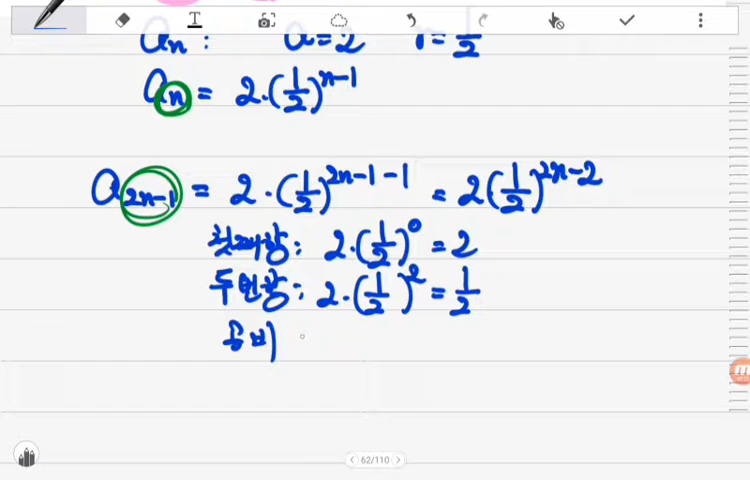 aₙ : a=2 r=1/2
aₙ = 2·(1/2)ⁿ⁻¹
a₂ₙ₋₁ = 2·(1/2)²ⁿ⁻¹⁻¹ = 2(1/2)²ⁿ⁻²
첫째항: 2·(1/2)⁰ = 2
두번항: 2·(1/2)² = 1/2
공비
62/110